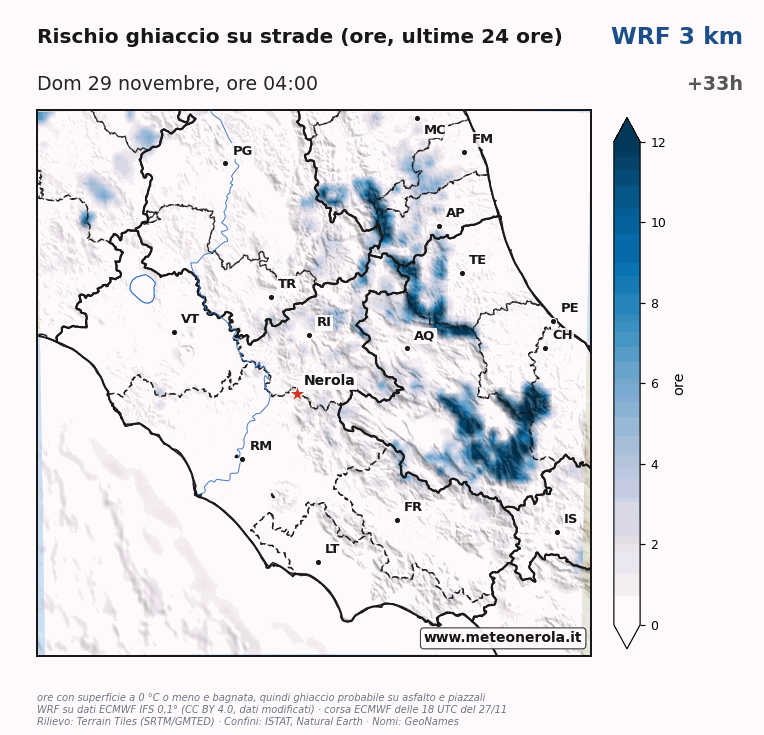 Rischio ghiaccio su strade (ore, ultime 24 ore)
WRF 3 km
Dom 29 novembre, ore 04:00
+33h
MC
FM
PG
AP
TE
TR
PE
VT
RI
AQ
CH
Nerola
RM
FR
IS
LT
www.meteonerola.it
12
10
8
6
4
2
0
ore
ore con superficie a 0 °C o meno e bagnata, quindi ghiaccio probabile su asfalto e piazzali
WRF su dati ECMWF IFS 0,1° (CC BY 4.0, dati modificati) · corsa ECMWF delle 18 UTC del 27/11
Rilievo: Terrain Tiles (SRTM/GMTED) · Confini: ISTAT, Natural Earth · Nomi: GeoNames